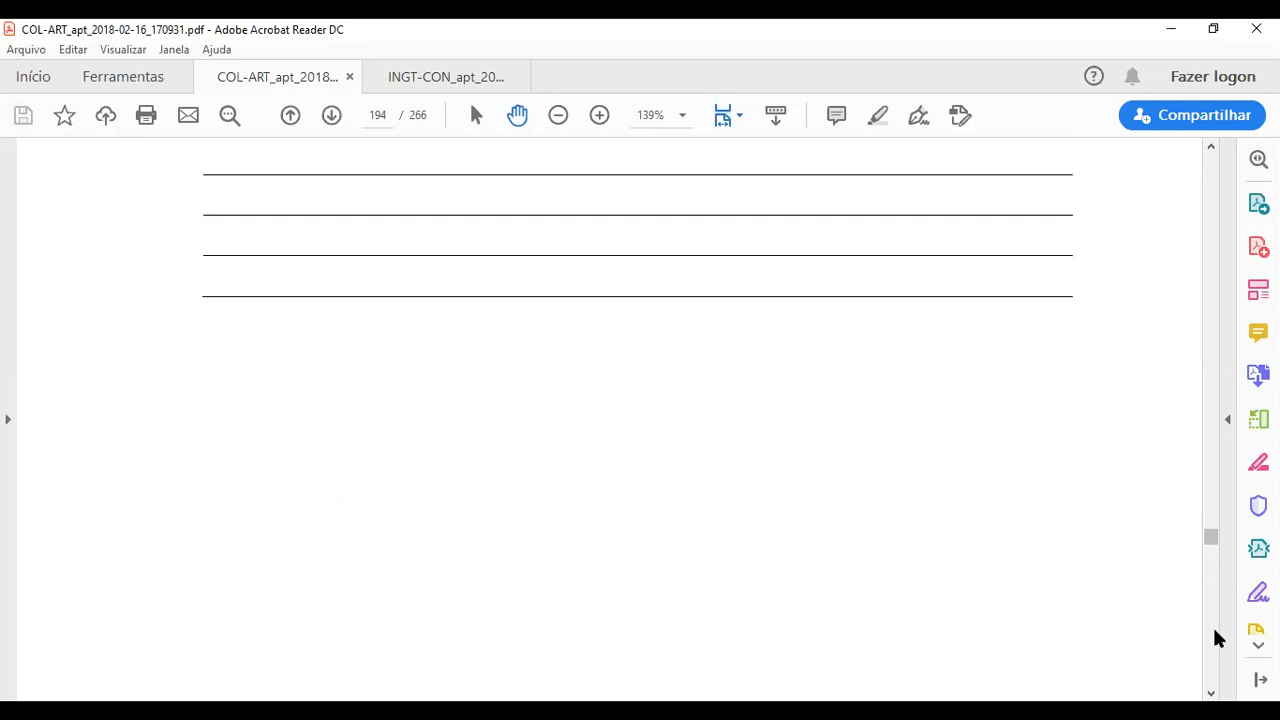 COL-ART_apt_2018-02-16_170931.pdf - Adobe Acrobat Reader DC
Arquivo Editar Visualizar Janela Ajuda
Início Ferramentas COL-ART_apt_2018... × INGT-CON_apt_20... Fazer logon
194 / 266 139% Compartilhar